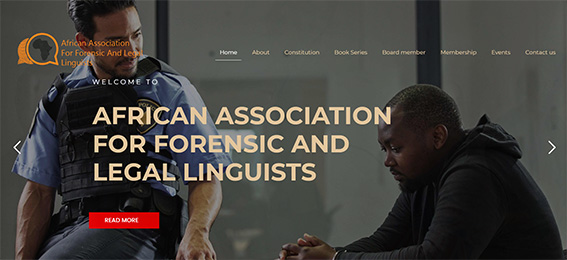 African Association
For Forensic And Legal
Linguists
Home About Constitution Book Series Board member Membership Events Contact us
WELCOME TO
AFRICAN ASSOCIATION
FOR FORENSIC AND
LEGAL LINGUISTS
READ MORE